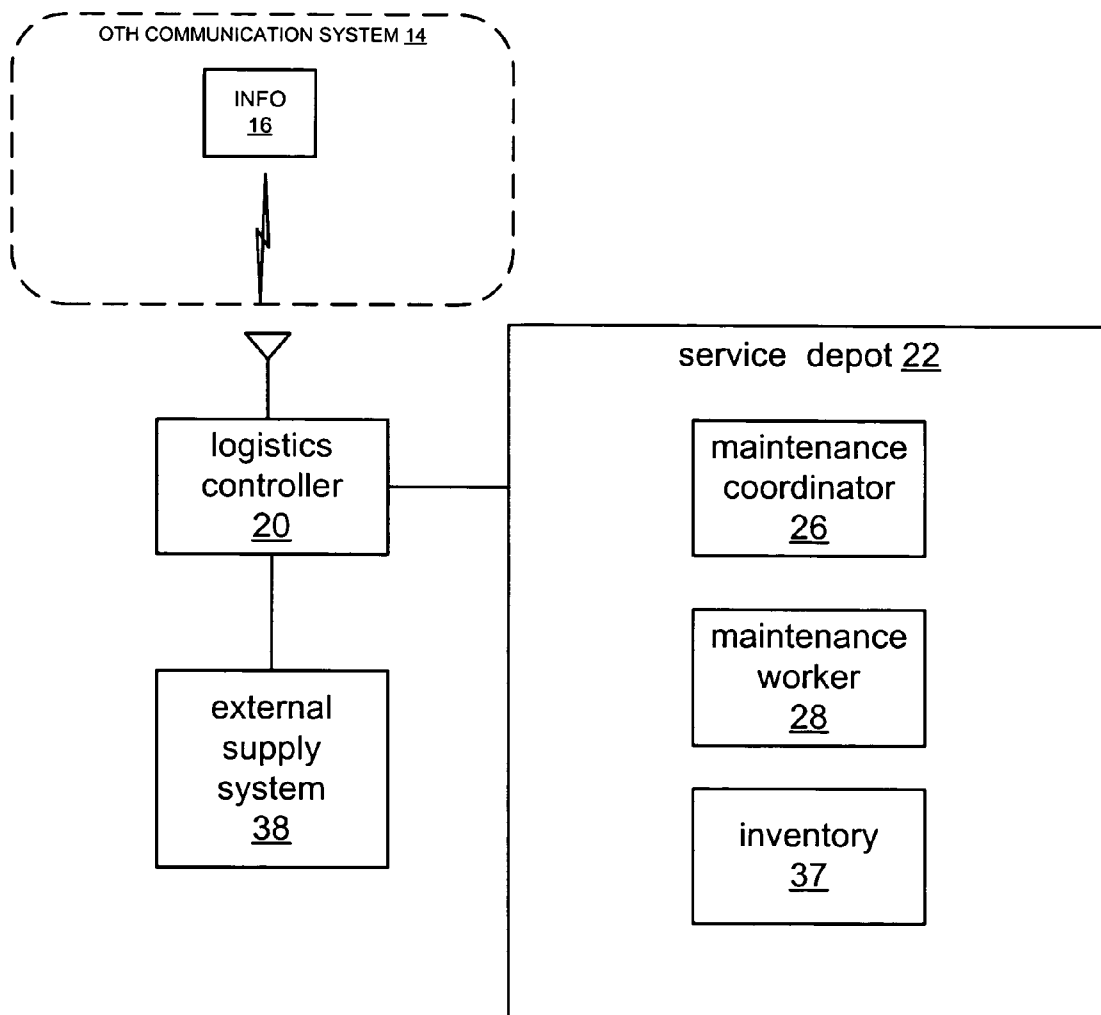 OTH COMMUNICATION SYSTEM 14
INFO
16
service depot 22
logistics
controller
20
maintenance
coordinator
26
maintenance
worker
28
external
supply
system
38
inventory
37